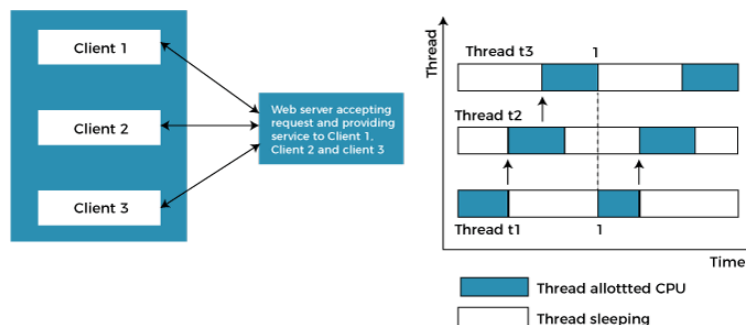 Client 1
Client 2
Client 3
Web server accepting
request and providing
service to Client 1.
Client 2 and client 3
Thread
Thread t3
1
Thread t2
Thread t1
1
Time
Thread allottted CPU
Thread sleeping